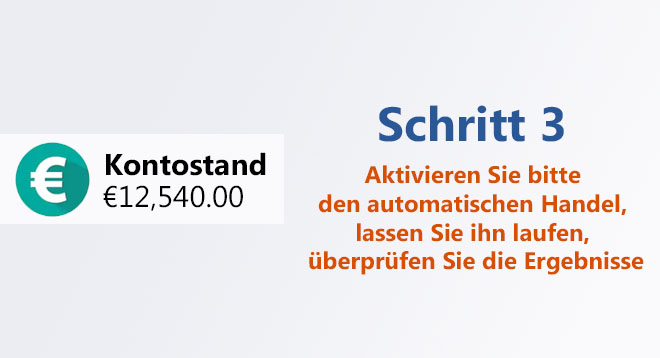 €
Kontostand
€12,540.00
Schritt 3
Aktivieren Sie bitte
den automatischen Handel,
lassen Sie ihn laufen,
überprüfen Sie die Ergebnisse